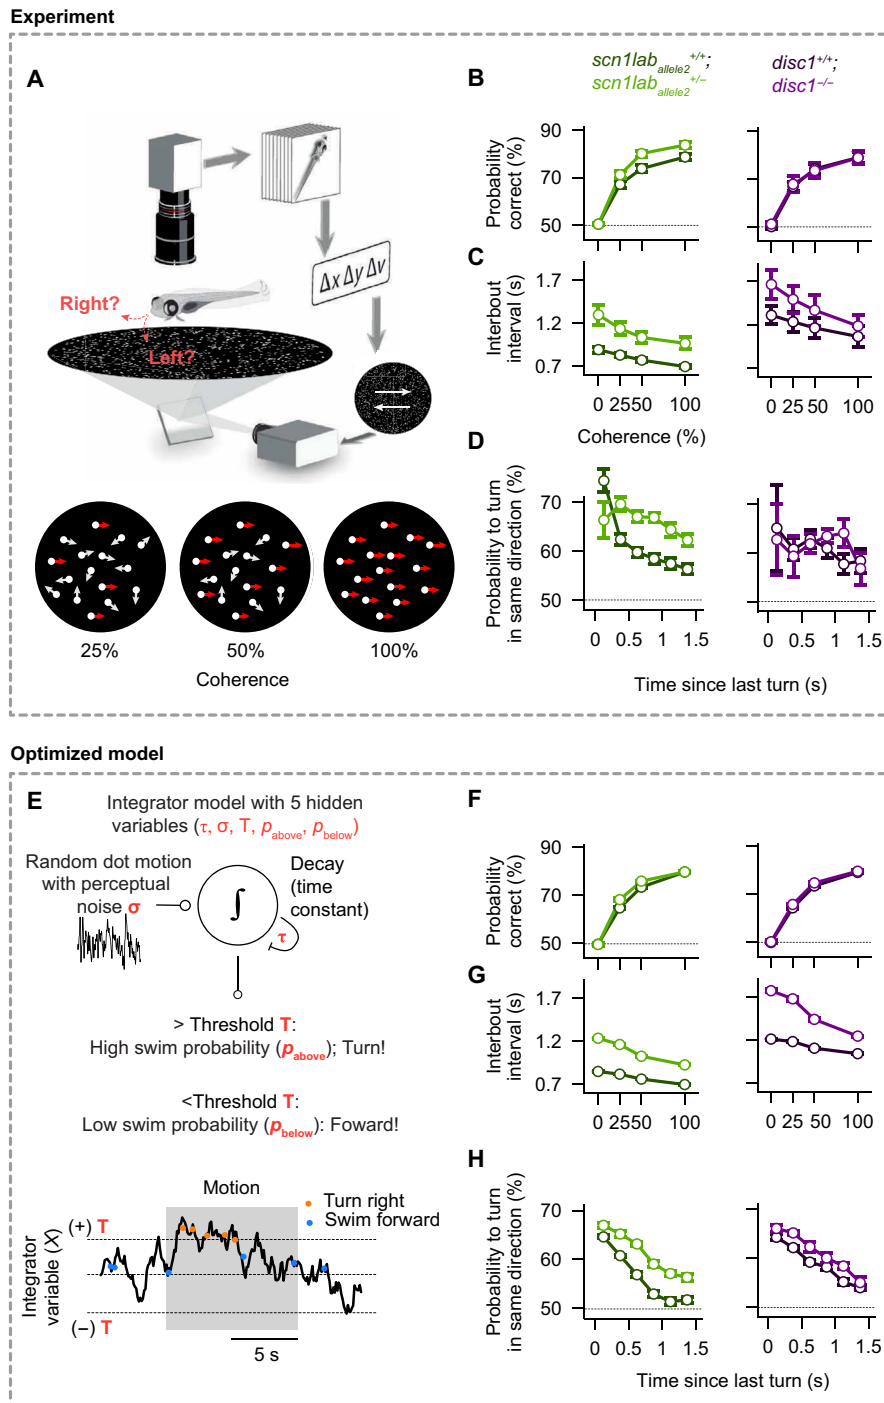 Experiment
A
Right?
Left?
Δx Δy Δv
25%
50%
100%
Coherence
B
scn1lab allele2 +/+;
scn1lab allele2 +/−
disc1+/+;
disc1−/−
Probability
correct (%)
90
70
50
C
Interbout
interval (s)
1.7
1.2
0.7
0 25 50 100
0 25 50 100
Coherence (%)
D
Probability to turn
in same direction (%)
70
60
50
0 0.5 1 1.5
0 0.5 1 1.5
Time since last turn (s)
Optimized model
E
Integrator model with 5 hidden
variables (τ, σ, T, pabove, pbelow)
Random dot motion
with perceptual
noise σ
∫
Decay
(time
constant)
τ
> Threshold T:
High swim probability (pabove); Turn!
<Threshold T:
Low swim probability (pbelow): Foward!
Motion
Turn right
Swim forward
Integrator
variable (X)
(+) T
(−) T
5 s
F
Probability
correct (%)
90
70
50
G
Interbout
interval (s)
1.7
1.2
0.7
0 25 50 100
0 25 50 100
H
Probability to turn
in same direction (%)
70
60
50
0 0.5 1 1.5
0 0.5 1 1.5
Time since last turn (s)